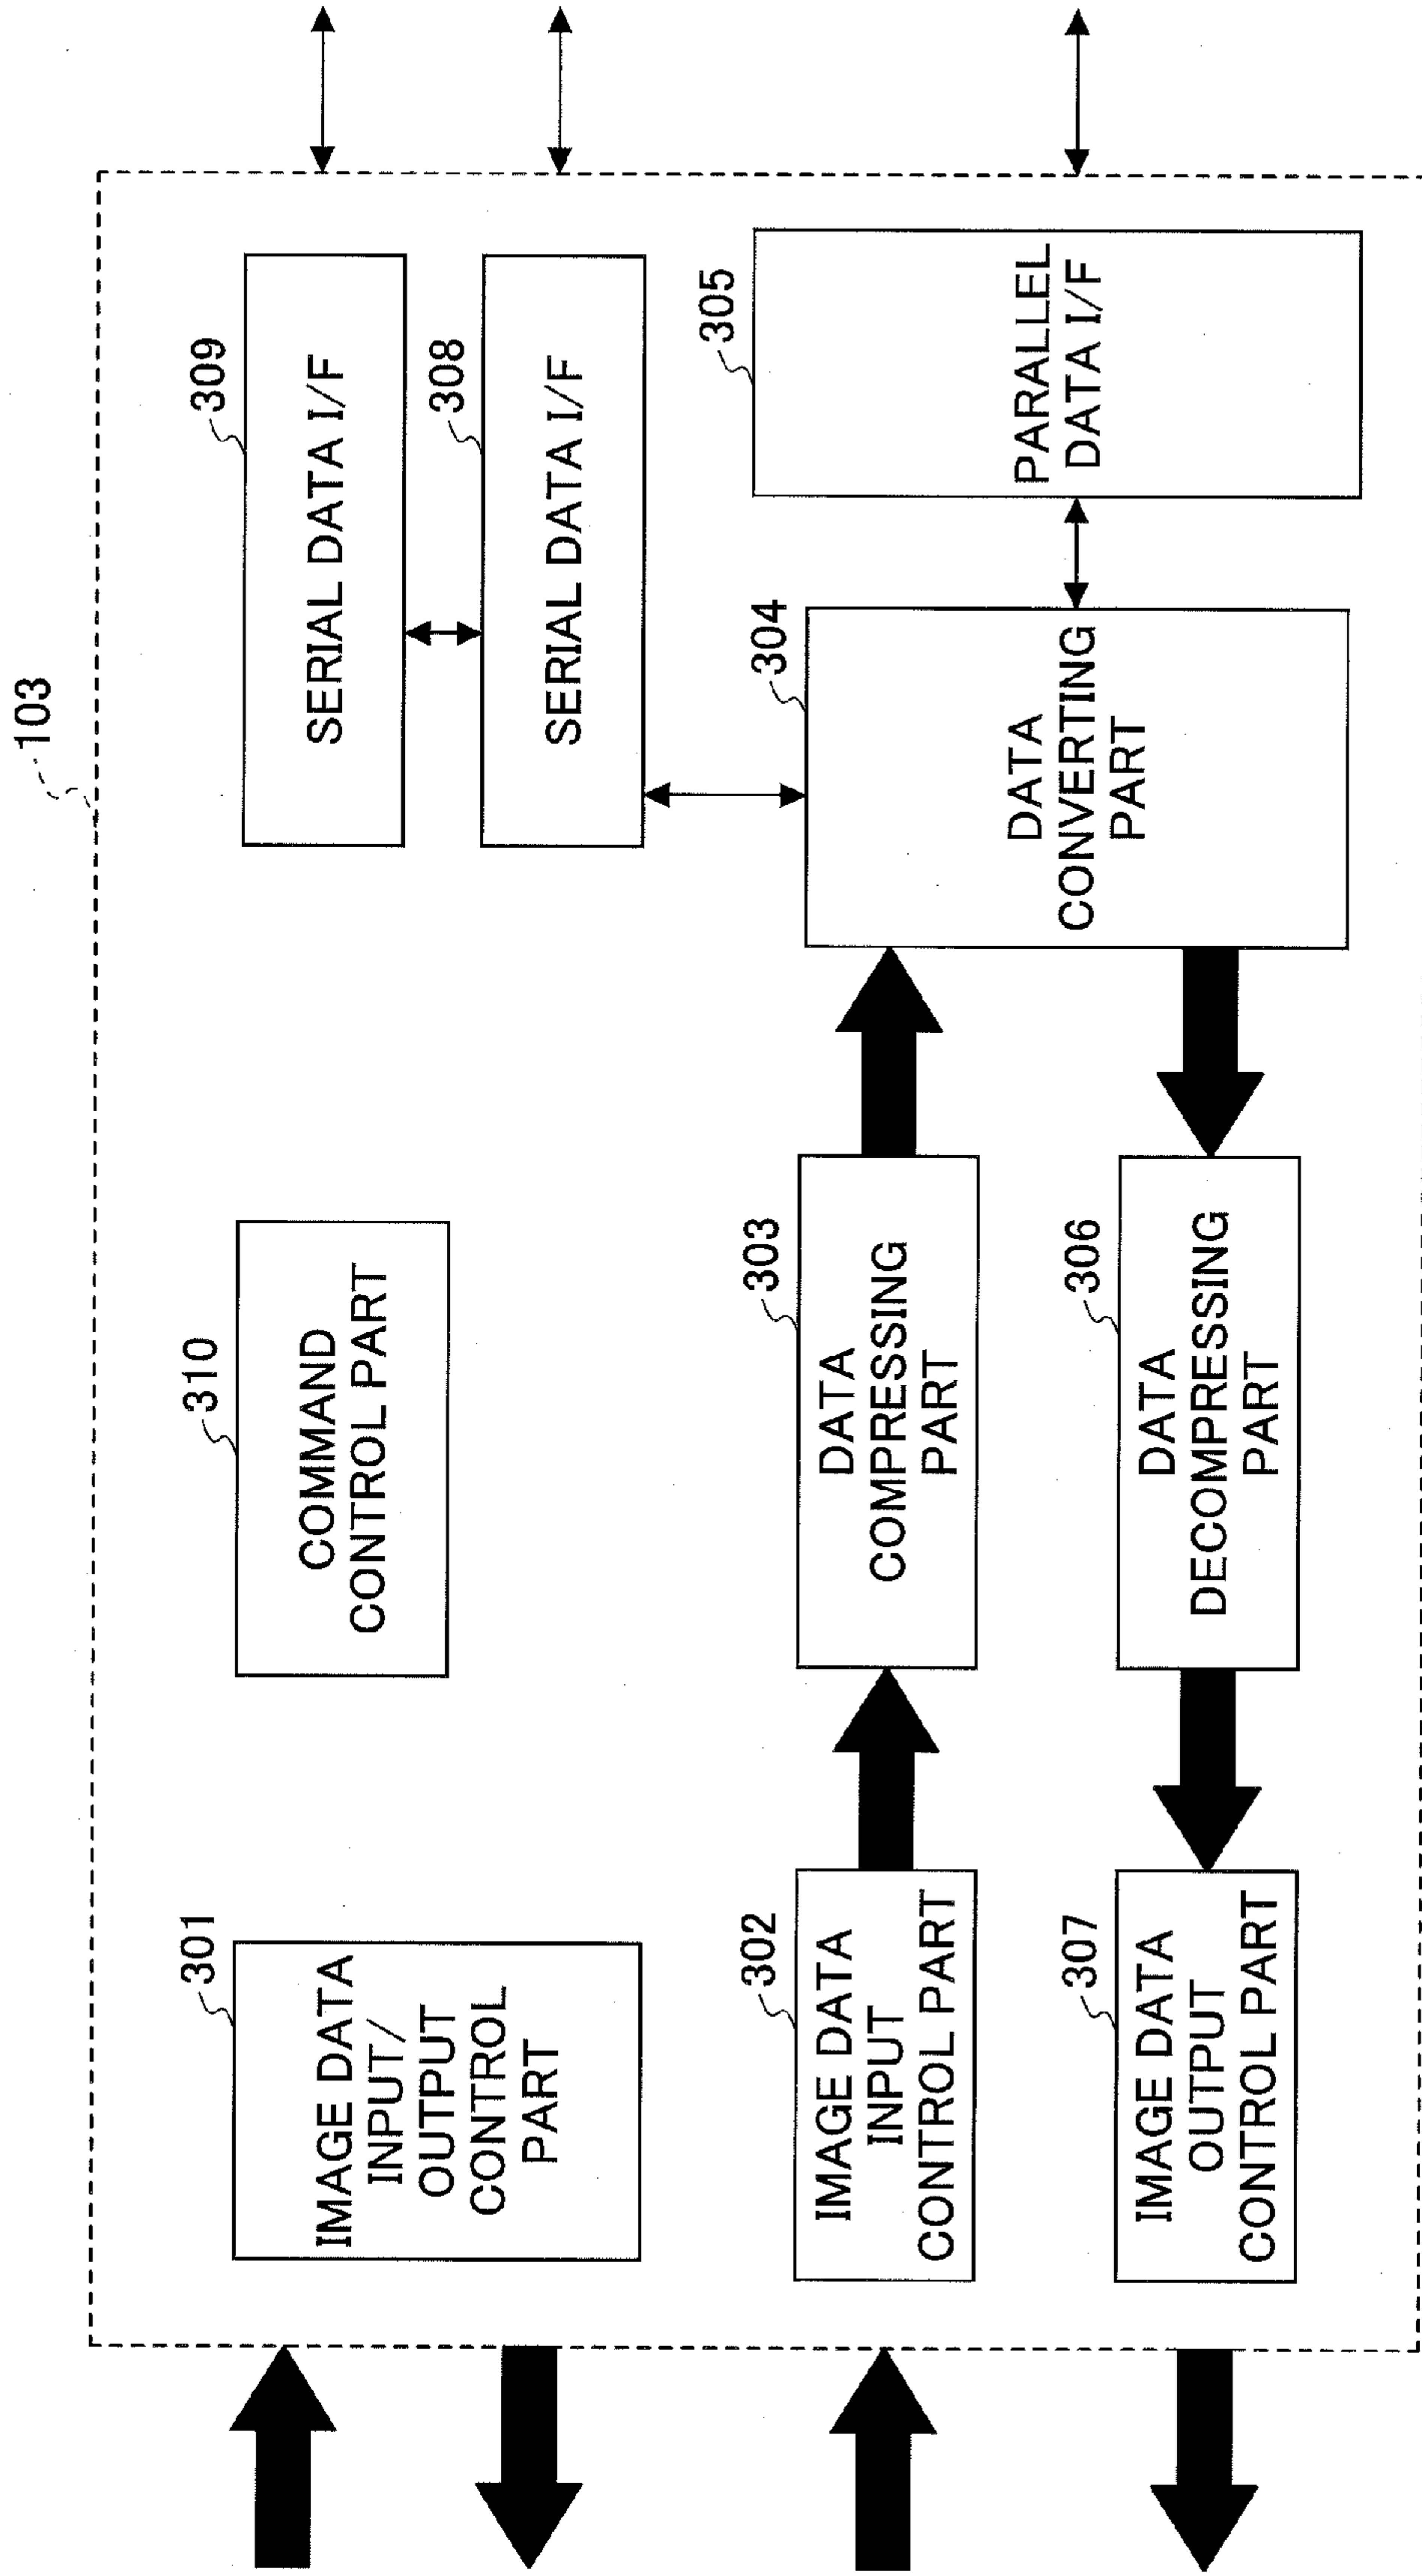 103
301
IMAGE DATA
INPUT/
OUTPUT
CONTROL
PART
310
COMMAND
CONTROL PART
309
SERIAL DATA I/F
308
SERIAL DATA I/F
302
IMAGE DATA
INPUT
CONTROL PART
303
DATA
COMPRESSING
PART
304
DATA
CONVERTING
PART
305
PARALLEL
DATA I/F
307
IMAGE DATA
OUTPUT
CONTROL PART
306
DATA
DECOMPRESSING
PART